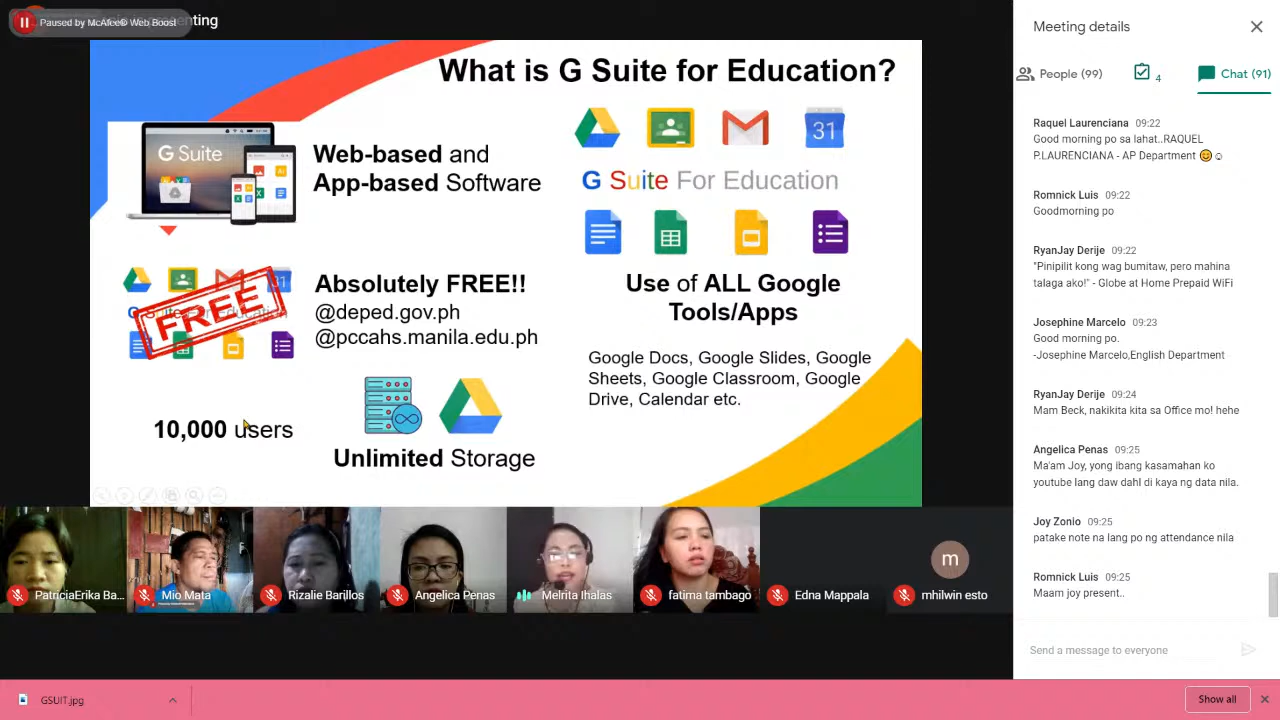 Paused by McAfee® Web Boost
enting
What is G Suite for Education?
G Suite
Web-based and
App-based Software
31
G Suite For Education
Absolutely FREE!!
@deped.gov.ph
@pccahs.manila.edu.ph
FREE
Use of ALL Google
Tools/Apps
Google Docs, Google Slides, Google
Sheets, Google Classroom, Google
Drive, Calendar etc.
10,000 users
Unlimited Storage
PatriciaErika Ba...
Mio Mata
Rizalie Barillos
Angelica Penas
Melrita Ihalas
fatima tambago
Edna Mappala
m
mhilwin esto
Meeting details
People (99)
4
Chat (91)
Raquel Laurenciana 09:22
Good morning po sa lahat..RAQUEL
P.LAURENCIANA - AP Department 😊☺
Romnick Luis 09:22
Goodmorning po
RyanJay Derije 09:22
"Pinipilit kong wag bumitaw, pero mahina
talaga ako!" - Globe at Home Prepaid WiFi
Josephine Marcelo 09:23
Good morning po.
-Josephine Marcelo,English Department
RyanJay Derije 09:24
Mam Beck, nakikita kita sa Office mo! hehe
Angelica Penas 09:25
Ma'am Joy, yong ibang kasamahan ko
youtube lang daw dahl di kaya ng data nila.
Joy Zonio 09:25
patake note na lang po ng attendance nila
Romnick Luis 09:25
Maam joy present..
Send a message to everyone
GSUIT.jpg
Show all